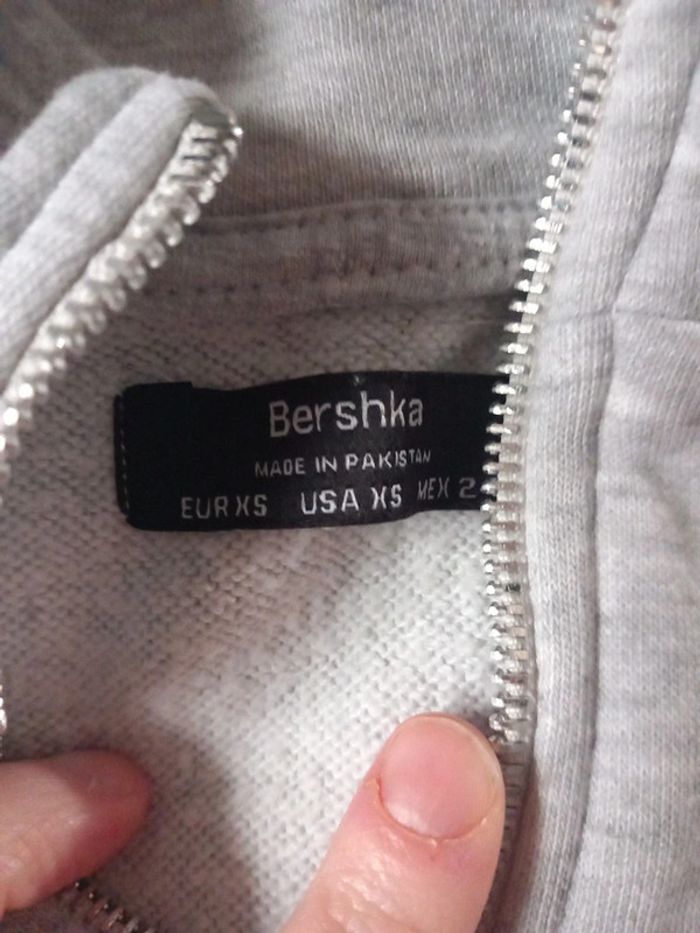 Bershka
MADE IN PAKISTAN
EUR XS USA XS MEX 2